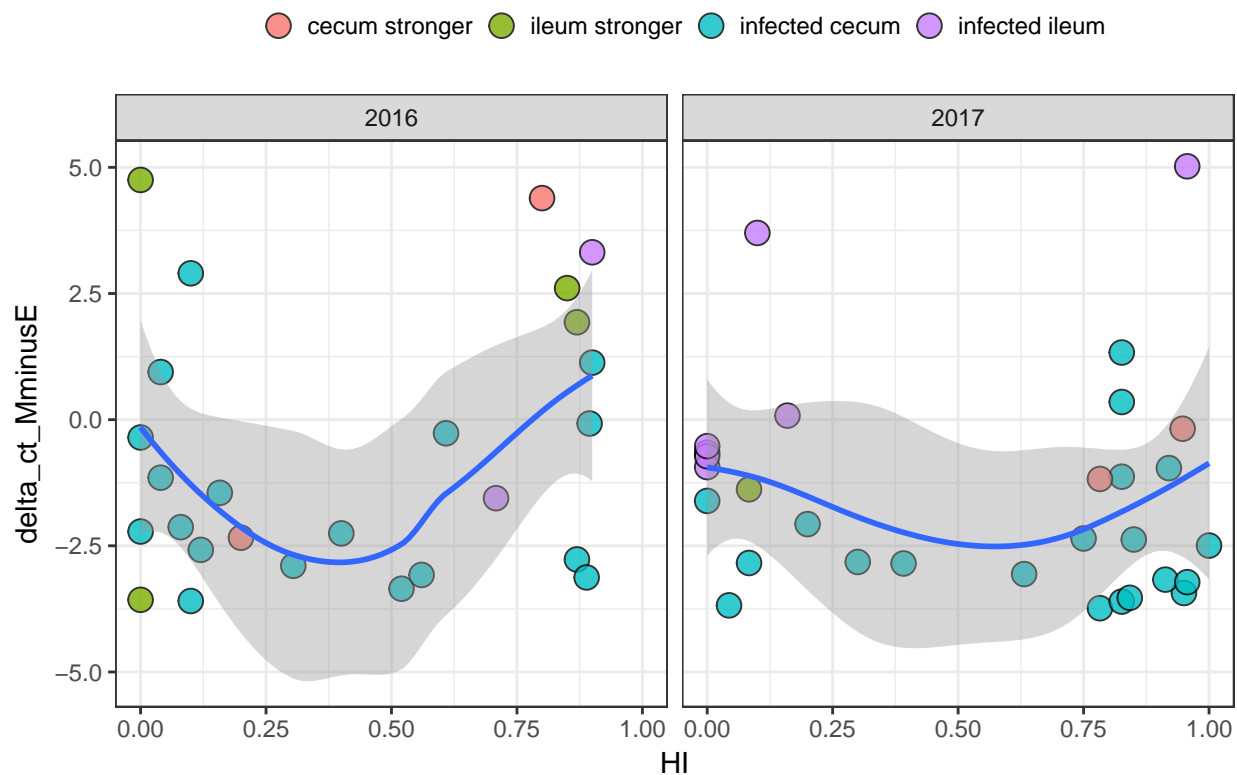 cecum stronger ileum stronger infected cecum infected ileum
2016 2017
delta_ct_MminusE
5.0
2.5
0.0
−2.5
−5.0
0.00 0.25 0.50 0.75 1.00 0.00 0.25 0.50 0.75 1.00
HI